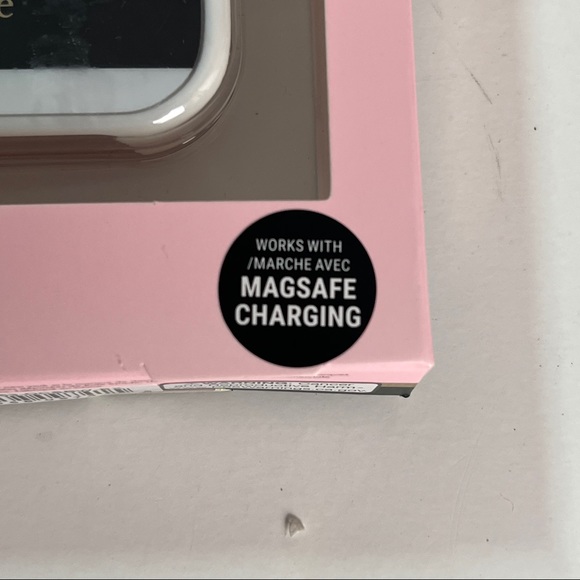 e
WORKS WITH
/MARCHE AVEC
MAGSAFE
CHARGING